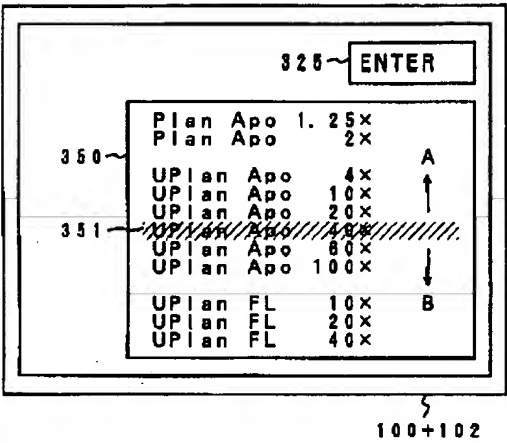 325 ENTER
Plan Apo 1.25×
Plan Apo 2×
350
A
UPlan Apo 4×
UPlan Apo 10×
UPlan Apo 20×
351 UPlan Apo 40×
UPlan Apo 60×
UPlan Apo 100×
B
UPlan FL 10×
UPlan FL 20×
UPlan FL 40×
100+102